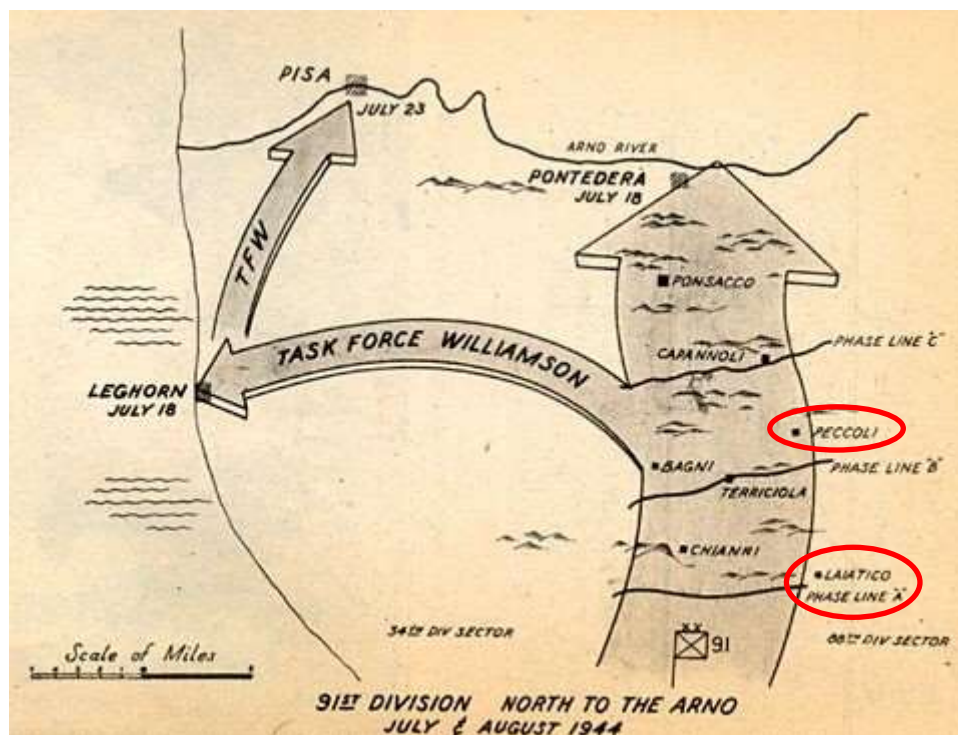 PISA
JULY 23
ARNO RIVER
PONTEDERA
JULY 18
TFW
PONSACCO
TASK FORCE WILLIAMSON
CAPANNOLI
PHASE LINE "C"
LEGHORN
JULY 18
PECCOLI
BAGNI
PHASE LINE "B"
TERRICIOLA
CHIANNI
LAIATICO
PHASE LINE "A"
34TH DIV SECTOR
91
88TH DIV SECTOR
Scale of Miles
91ST DIVISION NORTH TO THE ARNO
JULY & AUGUST 1944